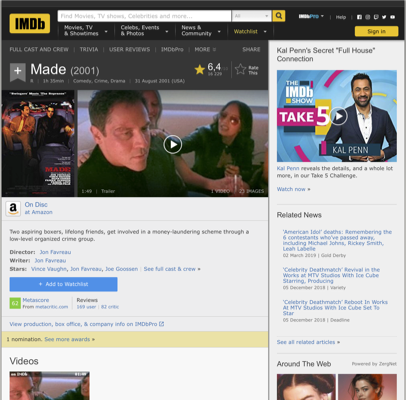 IMDb
Find Movies, TV shows, Celebrities and more...
All
IMDbPro
Help
Movies, TV
& Showtimes
Celebs, Events
& Photos
News &
Community
Watchlist
Sign in
FULL CAST AND CREW | TRIVIA | USER REVIEWS | IMDbPro | MORE
SHARE
Made (2001)
R | 1h 35min | Comedy, Crime, Drama | 31 August 2001 (USA)
6,4
Rate
This
MADE
1:49 | Trailer
1 VIDEO
21 IMAGES
On Disc
at Amazon
Two aspiring boxers, lifelong friends, get involved in a money-laundering scheme through a
low-level organized crime group.
Director: Jon Favreau
Writer: Jon Favreau
Stars: Vince Vaughn, Jon Favreau, Joe Goossen | See full cast & crew »
+ Add to Watchlist
Metascore
From metacritic.com
Reviews
169 user | 92 critic
View production, box office, & company info on IMDbPro
1 nomination. See more awards »
Videos
Kal Penn's Secret "Full House"
Connection
THE
IMDb
SHOW
TAKE 5
KAL PENN
Kal Penn reveals the details, and a whole lot
more, in our Take 5 Challenge.
Watch now »
Related News
'American Idol' deaths: Remembering the
6 contestants who've passed away,
including Michael Johns, Rickey Smith,
Leah Labelle
02 March 2019 | Gold Derby
'Celebrity Deathmatch' Revival in the
Works at MTV Studios With Ice Cube
Starring, Producing
05 December 2018 | Variety
'Celebrity Deathmatch' Reboot In Works
At MTV Studios With Ice Cube Set To
Star
05 December 2018 | Deadline
See all related articles »
Around The Web
Powered by ZergNet